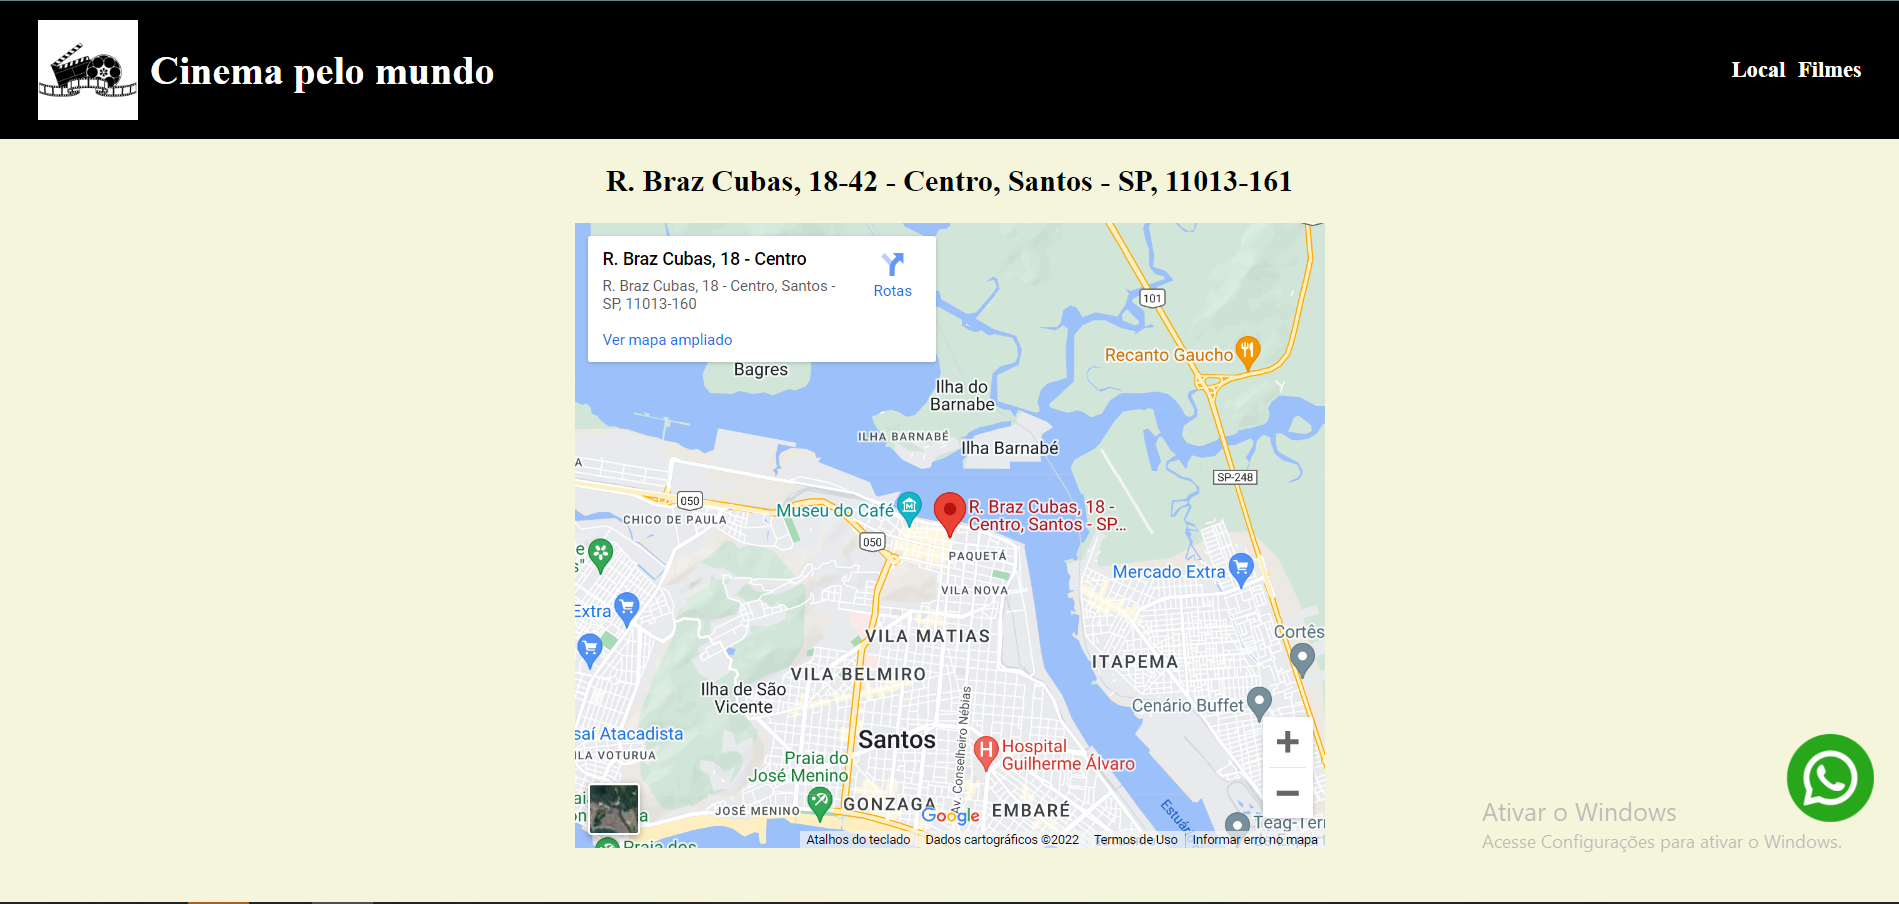 Cinema pelo mundo
Local Filmes
R. Braz Cubas, 18-42 - Centro, Santos - SP, 11013-161
R. Braz Cubas, 18 - Centro
R. Braz Cubas, 18 - Centro, Santos -
SP, 11013-160
Rotas
Ver mapa ampliado
Bagres
101
Recanto Gaucho
Ilha do
Barnabe
ILHA BARNABÉ
Ilha Barnabé
SP-248
050
CHICO DE PAULA
Museu do Café
R. Braz Cubas, 18 -
Centro, Santos - SP...
050
PAQUETÁ
Mercado Extra
VILA NOVA
Extra
VILA MATIAS
Cortês
ITAPEMA
VILA BELMIRO
Ilha de São
Vicente
Cenário Buffet
Av. Conselheiro Nébias
saí Atacadista
ILA VOTURUA
Santos
Hospital
Guilherme Álvaro
Praia do
José Menino
JOSÉ MENINO
GONZAGA
EMBARÉ
Google
Estuár
Teag-Terr
Praia dos
Atalhos do teclado
Dados cartográficos ©2022
Termos de Uso
Informar erro no mapa
Ativar o Windows
Acesse Configurações para ativar o Windows.